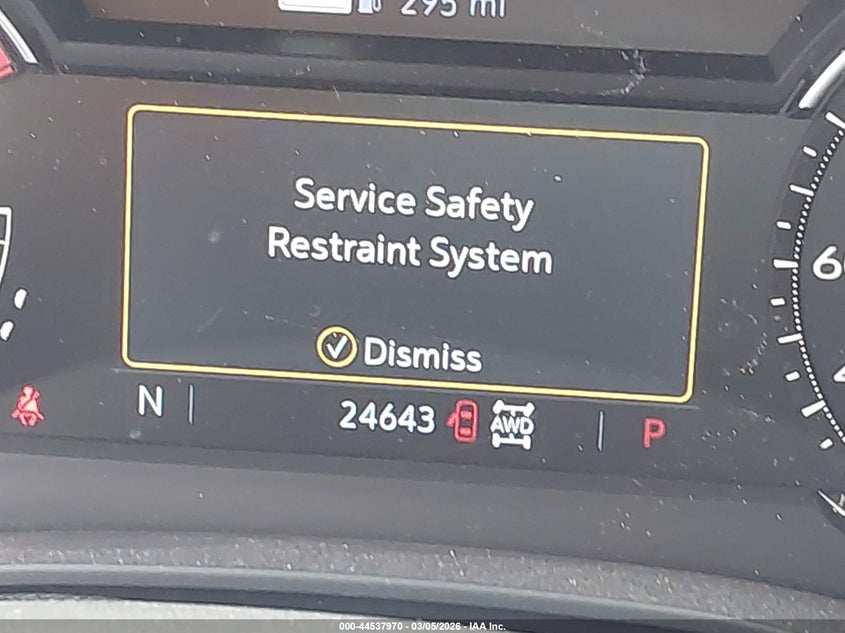 295 mi
Service Safety
Restraint System
Dismiss
N 24643 AWD P
000-44537970 - 03/05/2026 - IAA Inc.